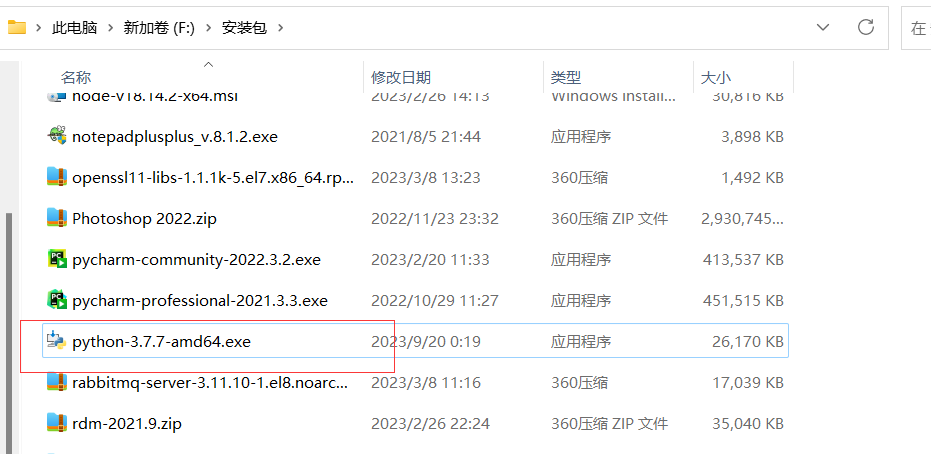 此电脑 > 新加卷 (F:) > 安装包 > 在
名称 修改日期 类型 大小
node-v18.14.2-x64.msi 2023/2/26 14:13 Windows Install... 30,816 KB
notepadplusplus_v.8.1.2.exe 2021/8/5 21:44 应用程序 3,898 KB
openssl11-libs-1.1.1k-5.el7.x86_64.rp... 2023/3/8 13:23 360压缩 1,492 KB
Photoshop 2022.zip 2022/11/23 23:32 360压缩 ZIP 文件 2,930,745...
pycharm-community-2022.3.2.exe 2023/2/20 11:33 应用程序 413,537 KB
pycharm-professional-2021.3.3.exe 2022/10/29 11:27 应用程序 451,515 KB
python-3.7.7-amd64.exe 2023/9/20 0:19 应用程序 26,170 KB
rabbitmq-server-3.11.10-1.el8.noarc... 2023/3/8 11:16 360压缩 17,039 KB
rdm-2021.9.zip 2023/2/26 22:24 360压缩 ZIP 文件 35,040 KB